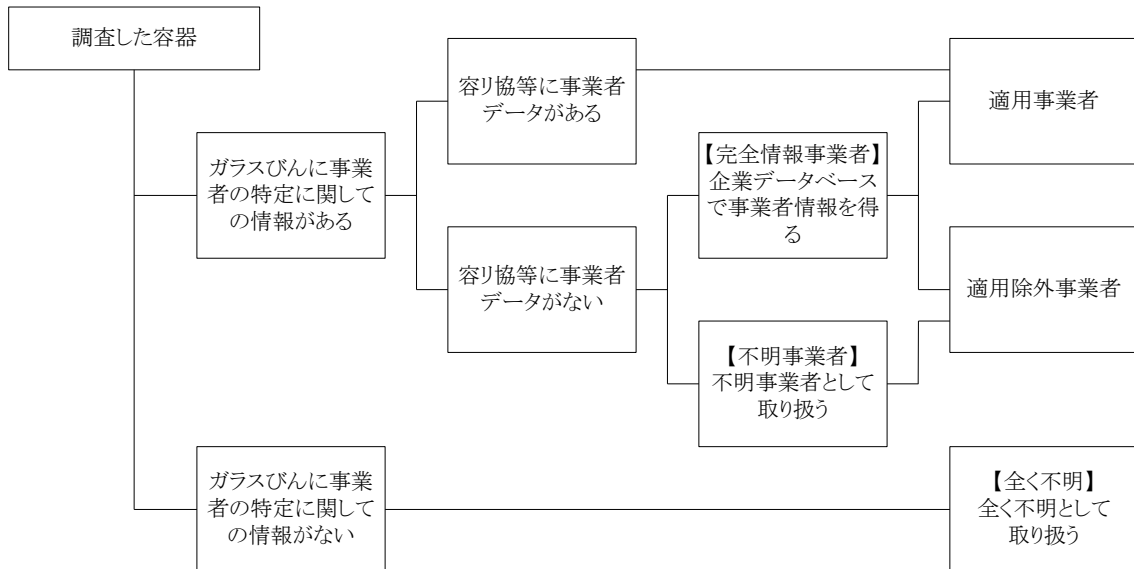 調査した容器
ガラスびんに事業
者の特定に関して
の情報がある
容リ協等に事業者
データがある
容リ協等に事業者
データがない
【完全情報事業者】
企業データベース
で事業者情報を得
る
【不明事業者】
不明事業者として
取り扱う
適用事業者
適用除外事業者
ガラスびんに事業
者の特定に関して
の情報がない
【全く不明】
全く不明として
取り扱う